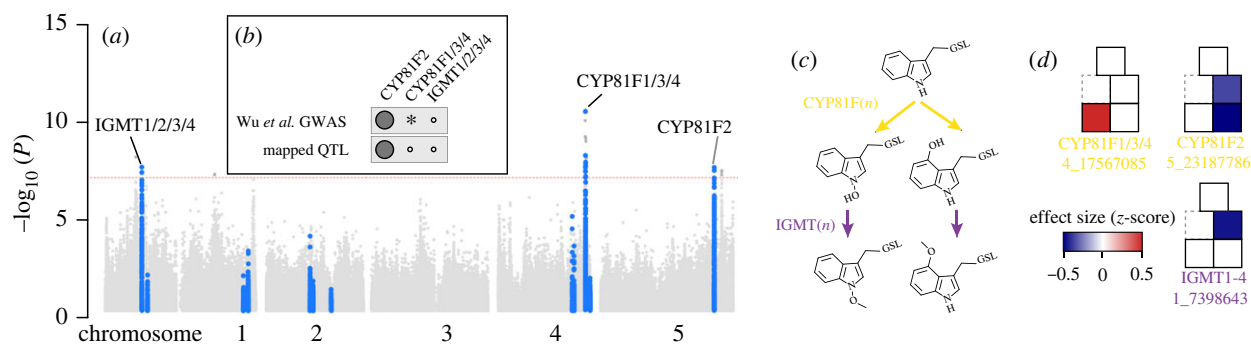 15
10
5
0
−log10 (P)
(a)
IGMT1/2/3/4
CYP81F1/3/4
CYP81F2
chromosome 1 2 3 4 5
(b)
CYP81F2
CYP81F1/3/4
IGMT1/2/3/4
Wu et al. GWAS *
mapped QTL
(c)
GSL
N
H
CYP81F(n)
GSL
N
HO
OH
GSL
N
H
IGMT(n)
GSL
N
O
O
GSL
N
H
(d)
CYP81F1/3/4
4_17567085
CYP81F2
5_23187786
effect size (z-score)
−0.5 0 0.5
IGMT1-4
1_7398643